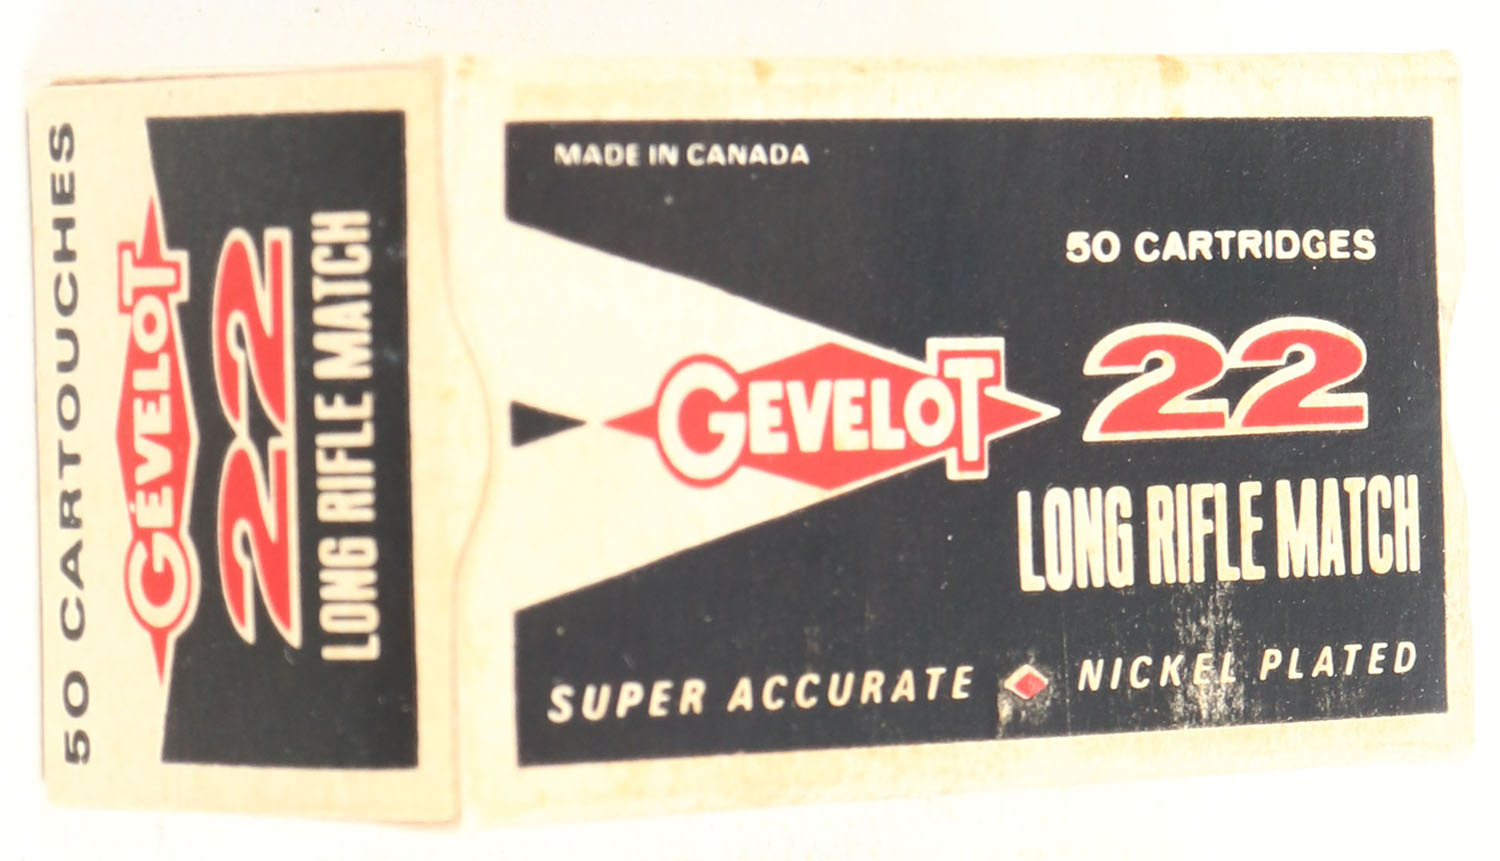 50 CARTOUCHES
GÉVELOT
22
LONG RIFLE MATCH
MADE IN CANADA
50 CARTRIDGES
GEVELOT
22
LONG RIFLE MATCH
SUPER ACCURATE NICKEL PLATED